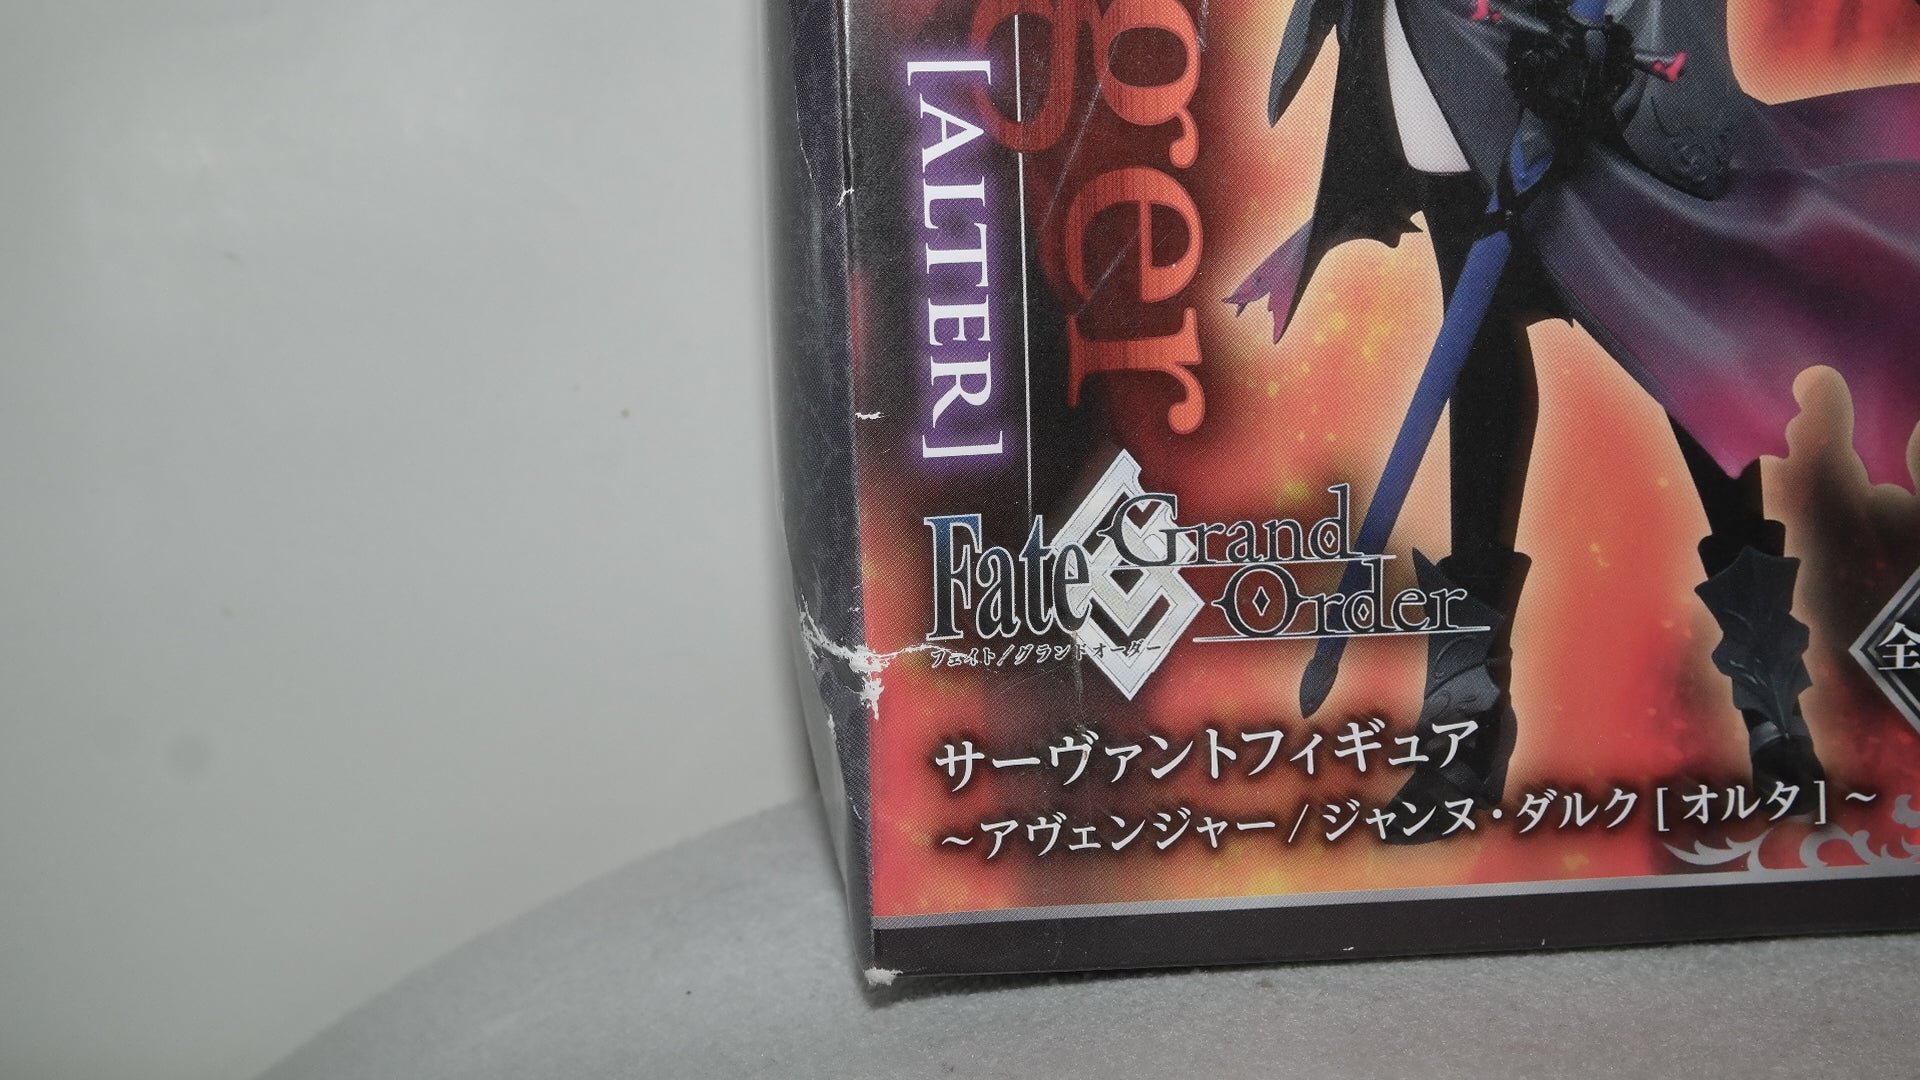 ger
[ALTER]
Fate
Grand
Order
フェイト/グランドオーダー
サーヴァントフィギュア
～アヴェンジャー/ジャンヌ・ダルク[オルタ]～
全